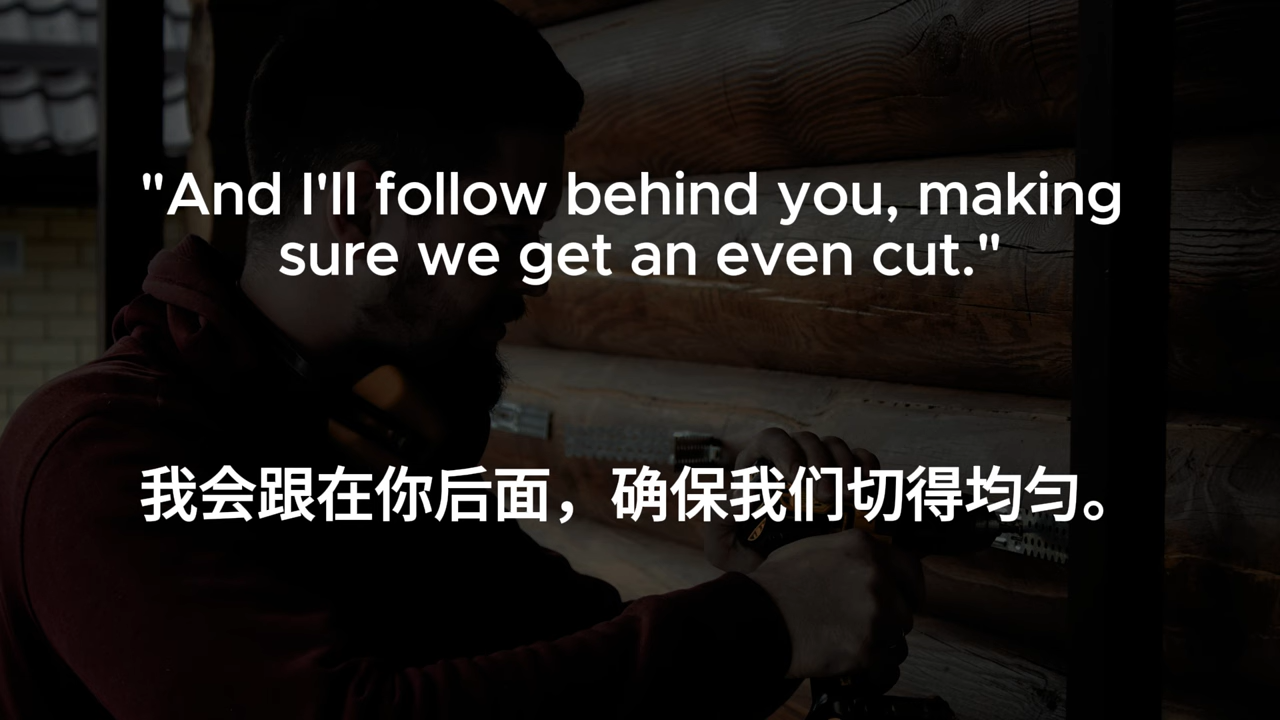 "And I'll follow behind you, making
sure we get an even cut."
我会跟在你后面，确保我们切得均匀。